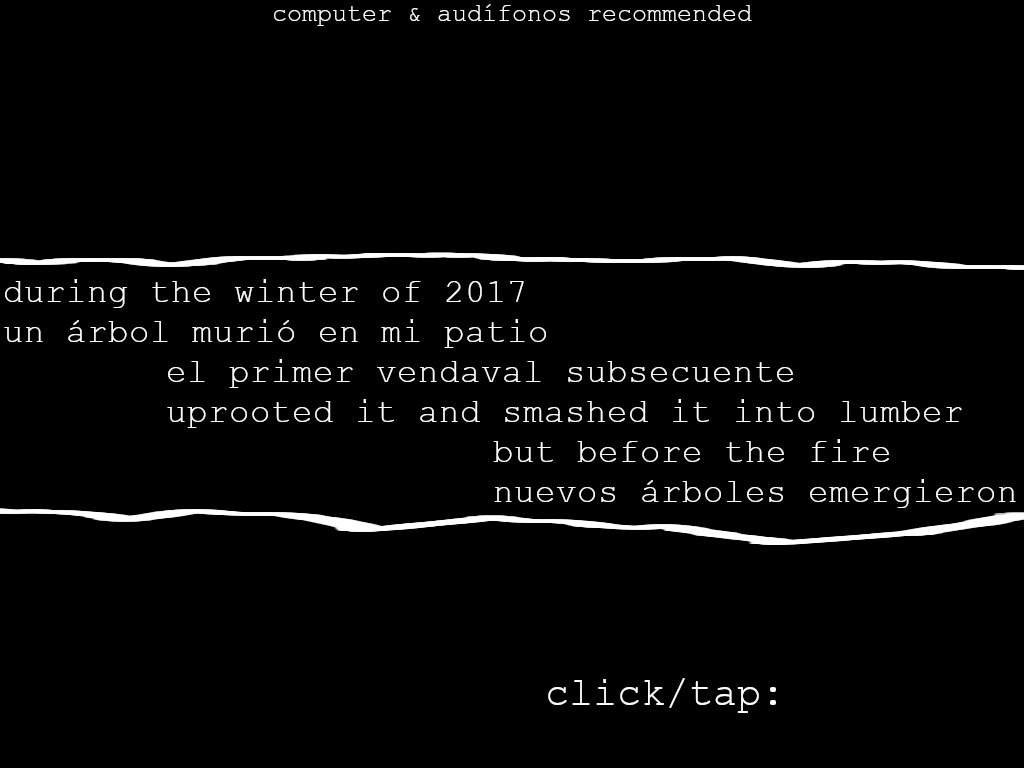 computer & audífonos recommended
during the winter of 2017
un árbol murió en mi patio
el primer vendaval subsecuente
uprooted it and smashed it into lumber
but before the fire
nuevos árboles emergieron
click/tap: